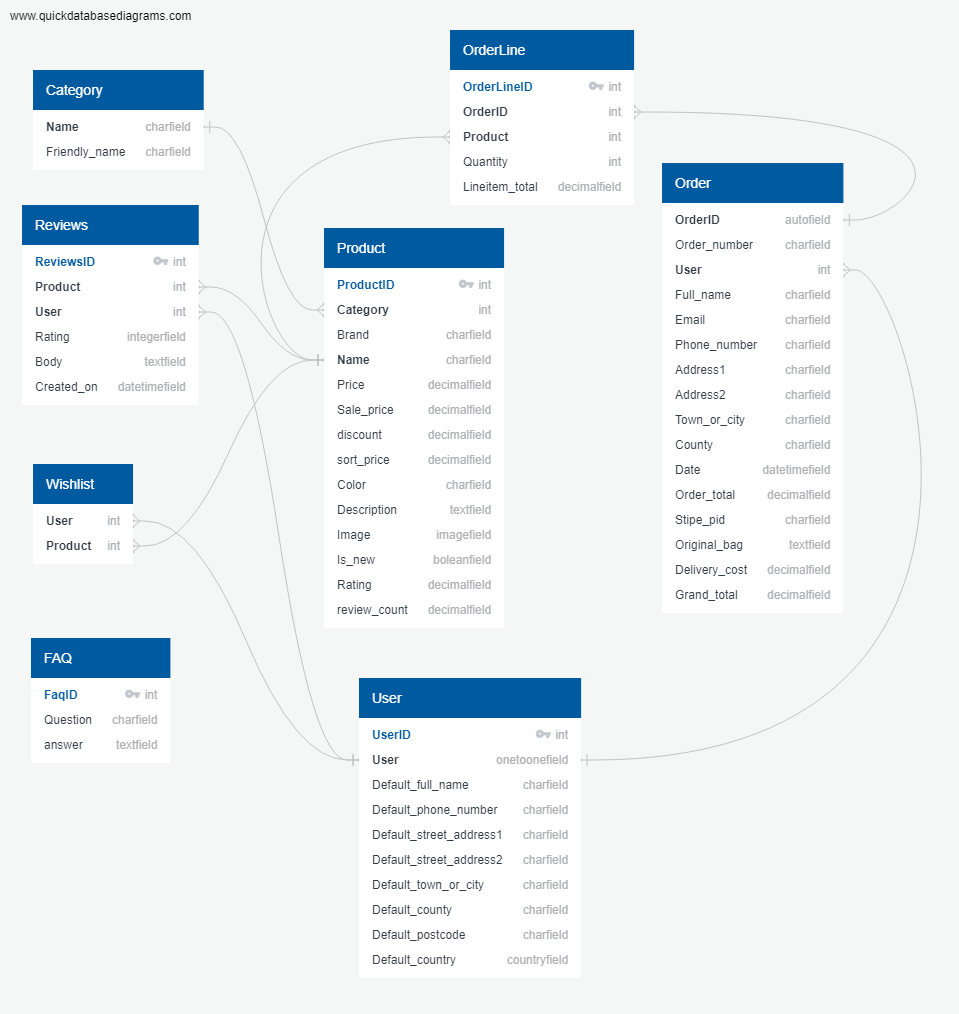 www.quickdatabasediagrams.com
Category
Name charfield
Friendly_name charfield
Reviews
ReviewsID int
Product int
User int
Rating integerfield
Body textfield
Created_on datetimefield
Wishlist
User int
Product int
FAQ
FaqID int
Question charfield
answer textfield
OrderLine
OrderLineID int
OrderID int
Product int
Quantity int
Lineitem_total decimalfield
Product
ProductID int
Category int
Brand charfield
Name charfield
Price decimalfield
Sale_price decimalfield
discount decimalfield
sort_price decimalfield
Color charfield
Description textfield
Image imagefield
Is_new boleanfield
Rating decimalfield
review_count decimalfield
Order
OrderID autofield
Order_number charfield
User int
Full_name charfield
Email charfield
Phone_number charfield
Address1 charfield
Address2 charfield
Town_or_city charfield
County charfield
Date datetimefield
Order_total decimalfield
Stipe_pid charfield
Original_bag textfield
Delivery_cost decimalfield
Grand_total decimalfield
User
UserID int
User onetoonefield
Default_full_name charfield
Default_phone_number charfield
Default_street_address1 charfield
Default_street_address2 charfield
Default_town_or_city charfield
Default_county charfield
Default_postcode charfield
Default_country countryfield